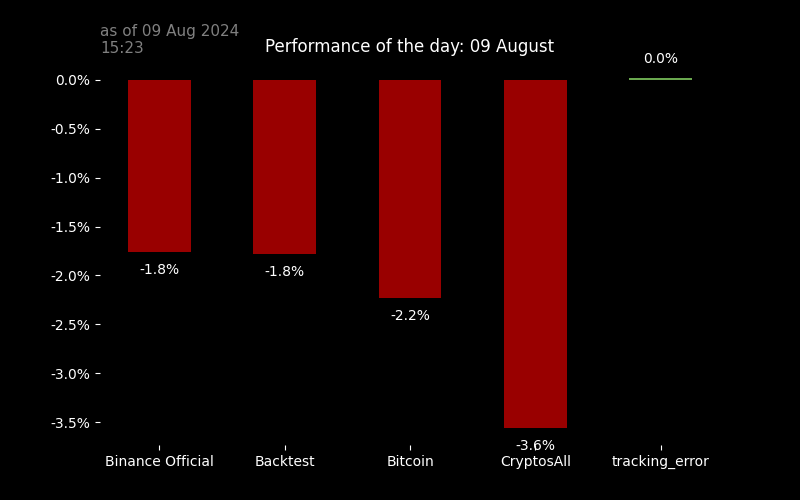 as of 09 Aug 2024
15:23
Performance of the day: 09 August
0.0%
0.0%
-0.5%
-1.0%
-1.5%
-2.0%
-2.5%
-3.0%
-3.5%
-1.8%
-1.8%
-2.2%
-3.6%
Binance Official
Backtest
Bitcoin
CryptosAll
tracking_error